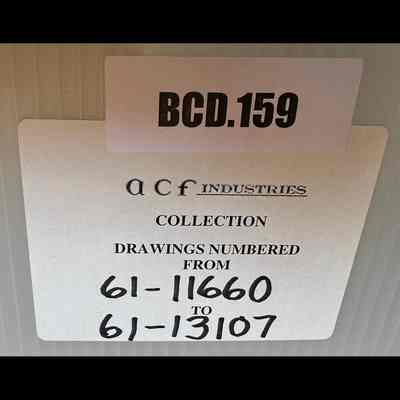 BCD.159
acf INDUSTRIES
COLLECTION
DRAWINGS NUMBERED
FROM
61-11660
TO
61-13107